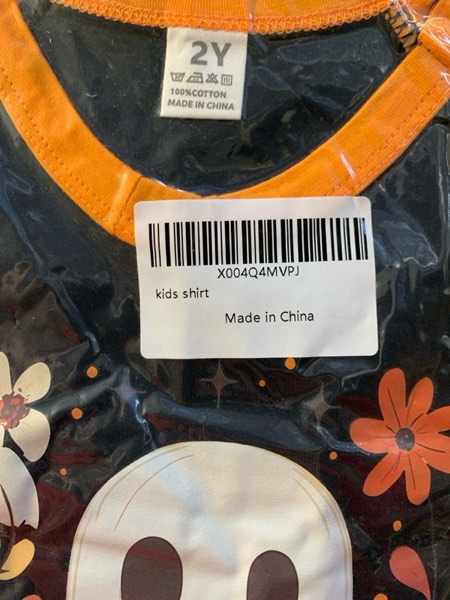 2Y
100%COTTON
MADE IN CHINA
X004Q4MVPJ
kids shirt
Made in China